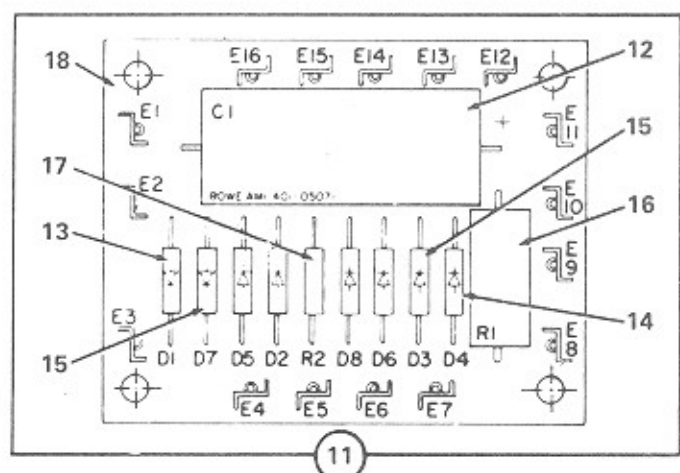 E16 E15 E14 E13 E12
12
18
E1
C1
E
11
15
17
E2
ROWE AMI 401-0507
E
10
16
13
E
9
E3
R1
14
E
8
15
D1 D7 D5 D2 R2 D8 D6 D3 D4
E4 E5 E6 E7
11